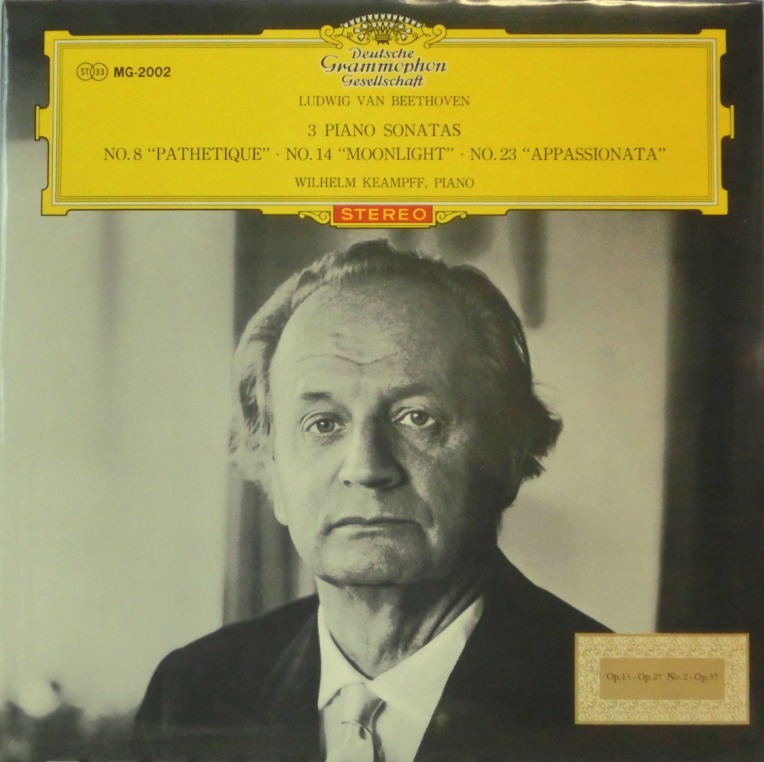 ST 33 MG-2002
Deutsche
Grammophon
Gesellschaft
LUDWIG VAN BEETHOVEN
3 PIANO SONATAS
NO. 8 “PATHETIQUE” · NO. 14 “MOONLIGHT” · NO. 23 “APPASSIONATA”
WILHELM KEAMPFF, PIANO
STEREO
Op.13 - Op.27 No.2 - Op.57